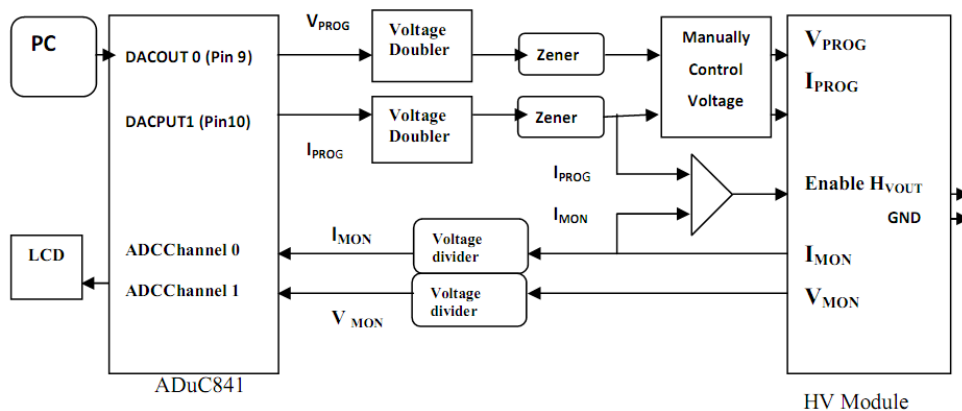 PC
DACOUT 0 (Pin 9)
DACPUT1 (Pin10)
ADCChannel 0
ADCChannel 1
ADuC841
LCD
VPROG
IPROG
Voltage
Doubler
Voltage
Doubler
Zener
Zener
Manually
Control
Voltage
IPROG
IMON
IMON
Voltage
divider
Voltage
divider
V MON
VPROG
IPROG
Enable HVOUT
GND
IMON
VMON
HV Module